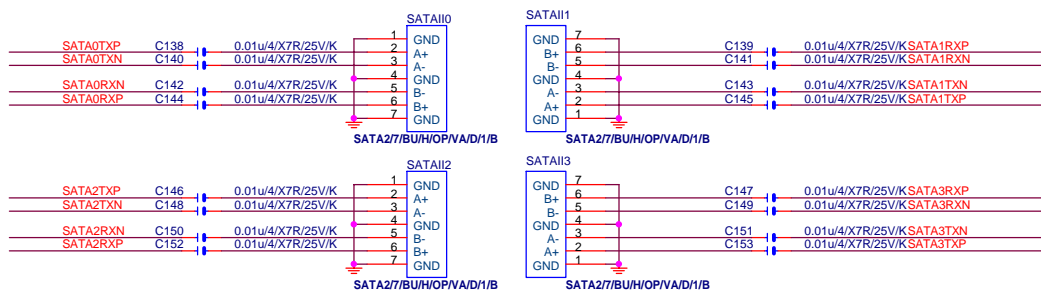 SATAII0
1 GND
SATA0TXP C138 0.01u/4/X7R/25V/K 2 A+
SATA0TXN C140 0.01u/4/X7R/25V/K 3 A-
4 GND
SATA0RXN C142 0.01u/4/X7R/25V/K 5 B-
SATA0RXP C144 0.01u/4/X7R/25V/K 6 B+
7 GND
SATA2/7/BU/H/OP/VA/D/1/B
SATAII1
GND 7
B+ 6 C139 0.01u/4/X7R/25V/K SATA1RXP
B- 5 C141 0.01u/4/X7R/25V/K SATA1RXN
GND 4
A- 3 C143 0.01u/4/X7R/25V/K SATA1TXN
A+ 2 C145 0.01u/4/X7R/25V/K SATA1TXP
GND 1
SATA2/7/BU/H/OP/VA/D/1/B
SATAII2
1 GND
SATA2TXP C146 0.01u/4/X7R/25V/K 2 A+
SATA2TXN C148 0.01u/4/X7R/25V/K 3 A-
4 GND
SATA2RXN C150 0.01u/4/X7R/25V/K 5 B-
SATA2RXP C152 0.01u/4/X7R/25V/K 6 B+
7 GND
SATA2/7/BU/H/OP/VA/D/1/B
SATAII3
GND 7
B+ 6 C147 0.01u/4/X7R/25V/K SATA3RXP
B- 5 C149 0.01u/4/X7R/25V/K SATA3RXN
GND 4
A- 3 C151 0.01u/4/X7R/25V/K SATA3TXN
A+ 2 C153 0.01u/4/X7R/25V/K SATA3TXP
GND 1
SATA2/7/BU/H/OP/VA/D/1/B